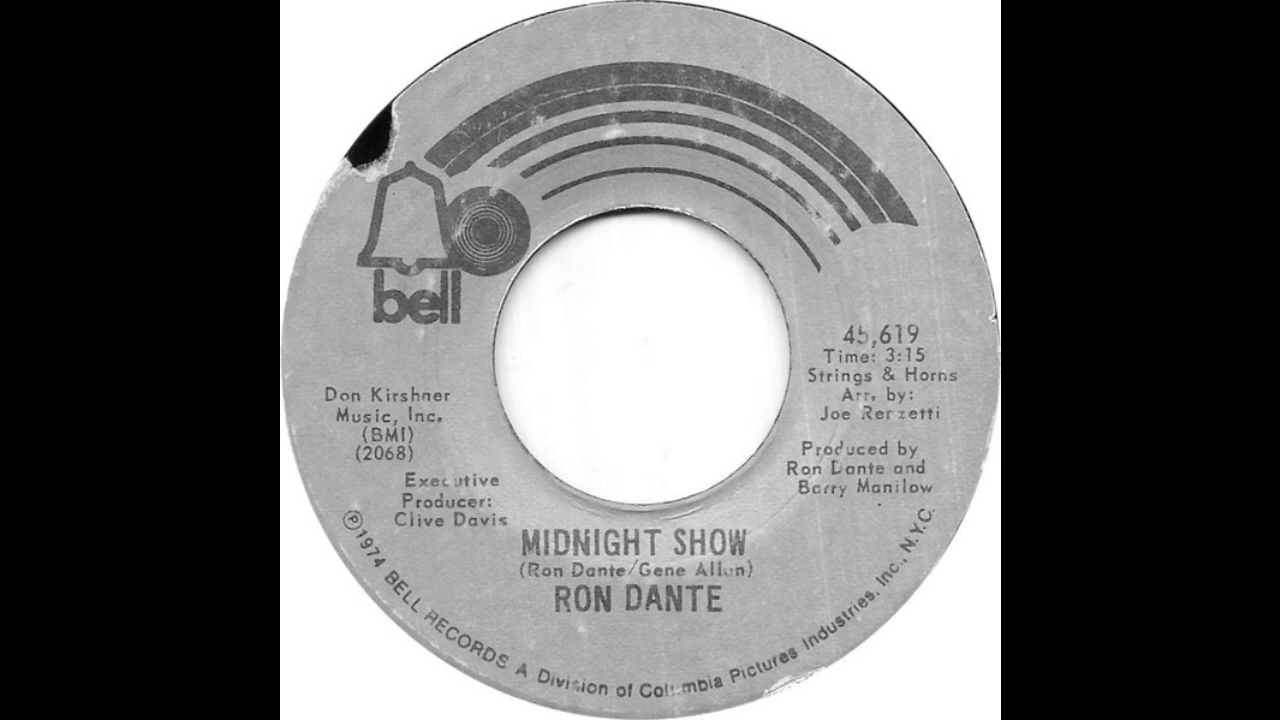 bell
45,619
Time: 3:15
Strings & Horns
Arr. by:
Joe Renzetti
Produced by
Ron Dante and
Barry Manilow
Don Kirshner
Music, Inc.
(BMI)
(2068)
Executive
Producer:
Clive Davis
MIDNIGHT SHOW
(Ron Dante/Gene Allen)
RON DANTE
℗1974 BELL RECORDS A Division of Columbia Pictures Industries, Inc., N.Y.C.